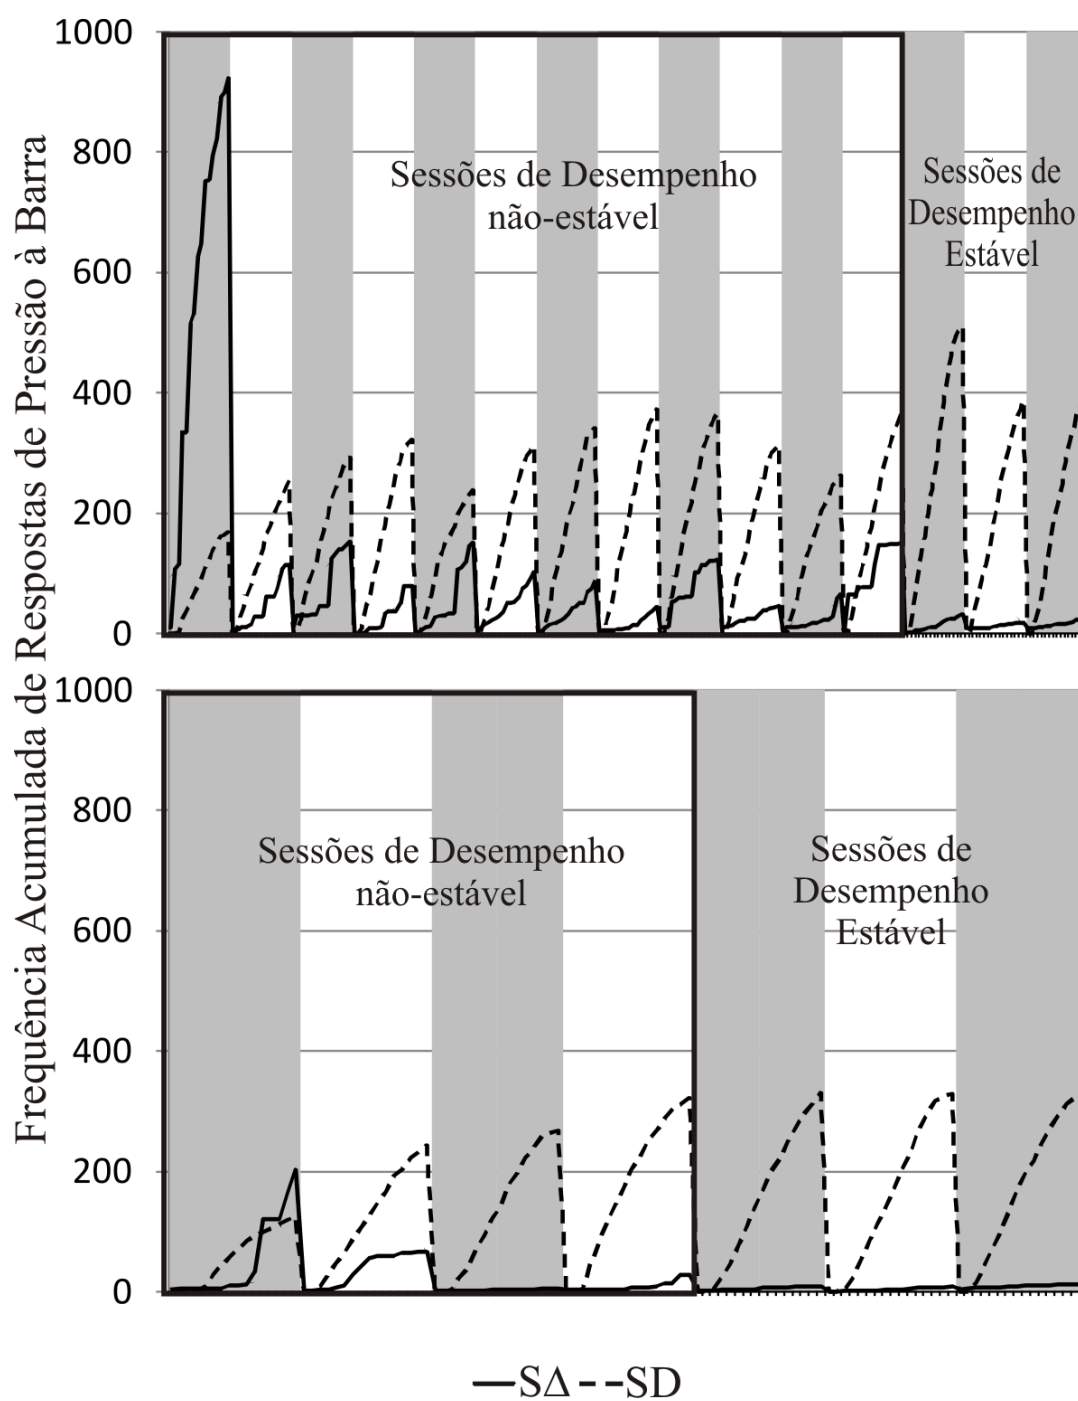 Frequência Acumulada de Respostas de Pressão à Barra
1000
800
600
400
200
0
Sessões de Desempenho
não-estável
Sessões de
Desempenho
Estável
1000
800
600
400
200
0
Sessões de Desempenho
não-estável
Sessões de
Desempenho
Estável
SΔ SD